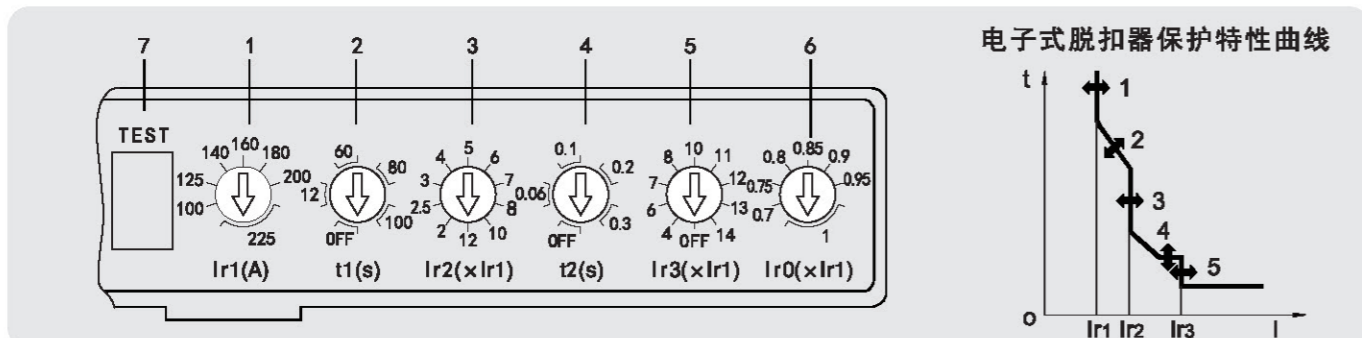 7 1 2 3 4 5 6
电子式脱扣器保护特性曲线
TEST
140 160 180
125 200
100 225
Ir1(A)
60 80
12 100
OFF
t1(s)
4 5 6
3 7
2.5 8
2 12 10
Ir2(×Ir1)
0.1 0.2
0.06 0.3
OFF
t2(s)
8 10 11
7 12
6 13
4 OFF 14
Ir3(×Ir1)
0.8 0.85 0.9
0.75 0.95
0.7 1
Ir0(×Ir1)
t
1
2
3
4
5
o Ir1 Ir2 Ir3 I